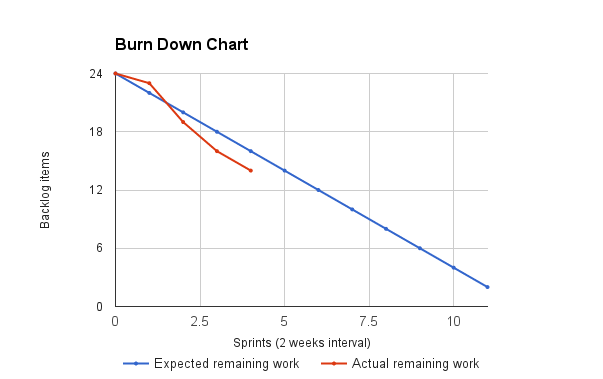 Burn Down Chart
24
18
12
6
0
Backlog items
0 2.5 5 7.5 10
Sprints (2 weeks interval)
Expected remaining work Actual remaining work